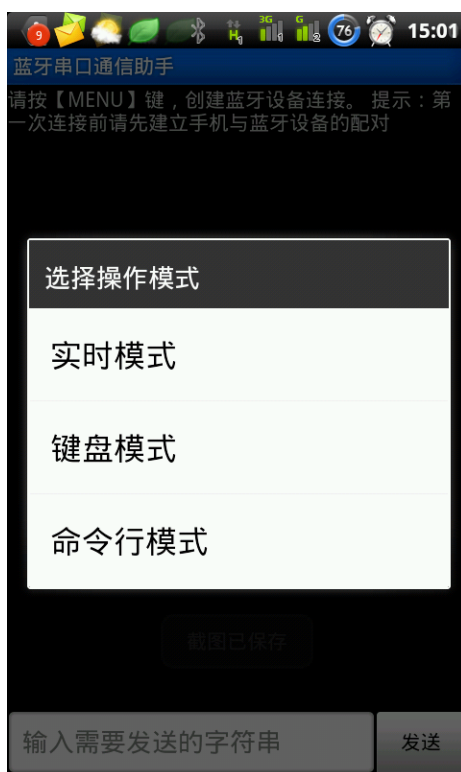 9 3G G H 1 2 76 15:01
蓝牙串口通信助手
请按【MENU】键，创建蓝牙设备连接。 提示：第
一次连接前请先建立手机与蓝牙设备的配对
选择操作模式
实时模式
键盘模式
命令行模式
截图已保存
输入需要发送的字符串 发送